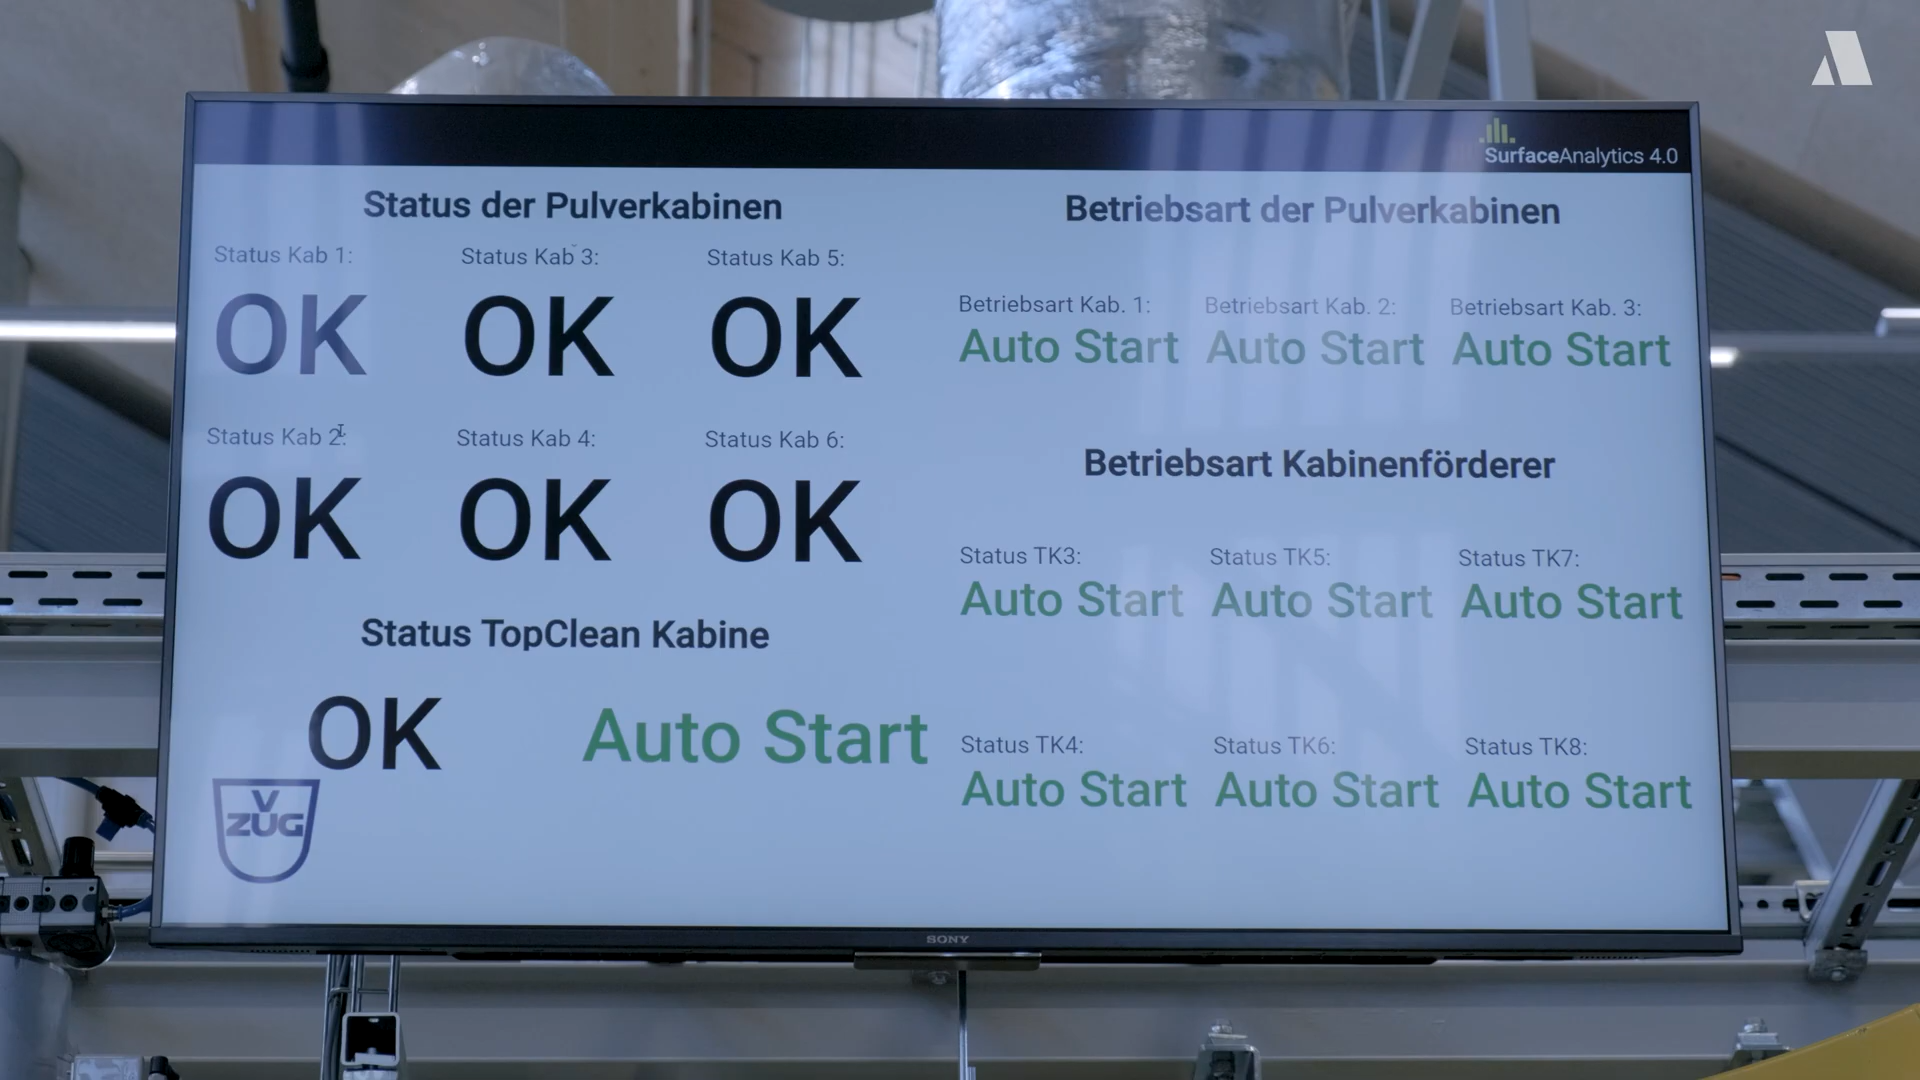 SurfaceAnalytics 4.0
Status der Pulverkabinen
Status Kab 1:
Status Kab 3:
Status Kab 5:
OK
OK
OK
Status Kab 2:
Status Kab 4:
Status Kab 6:
OK
OK
OK
Status TopClean Kabine
OK
Auto Start
V
ZUG
Betriebsart der Pulverkabinen
Betriebsart Kab. 1:
Betriebsart Kab. 2:
Betriebsart Kab. 3:
Auto Start
Auto Start
Auto Start
Betriebsart Kabinenförderer
Status TK3:
Status TK5:
Status TK7:
Auto Start
Auto Start
Auto Start
Status TK4:
Status TK6:
Status TK8:
Auto Start
Auto Start
Auto Start
SONY